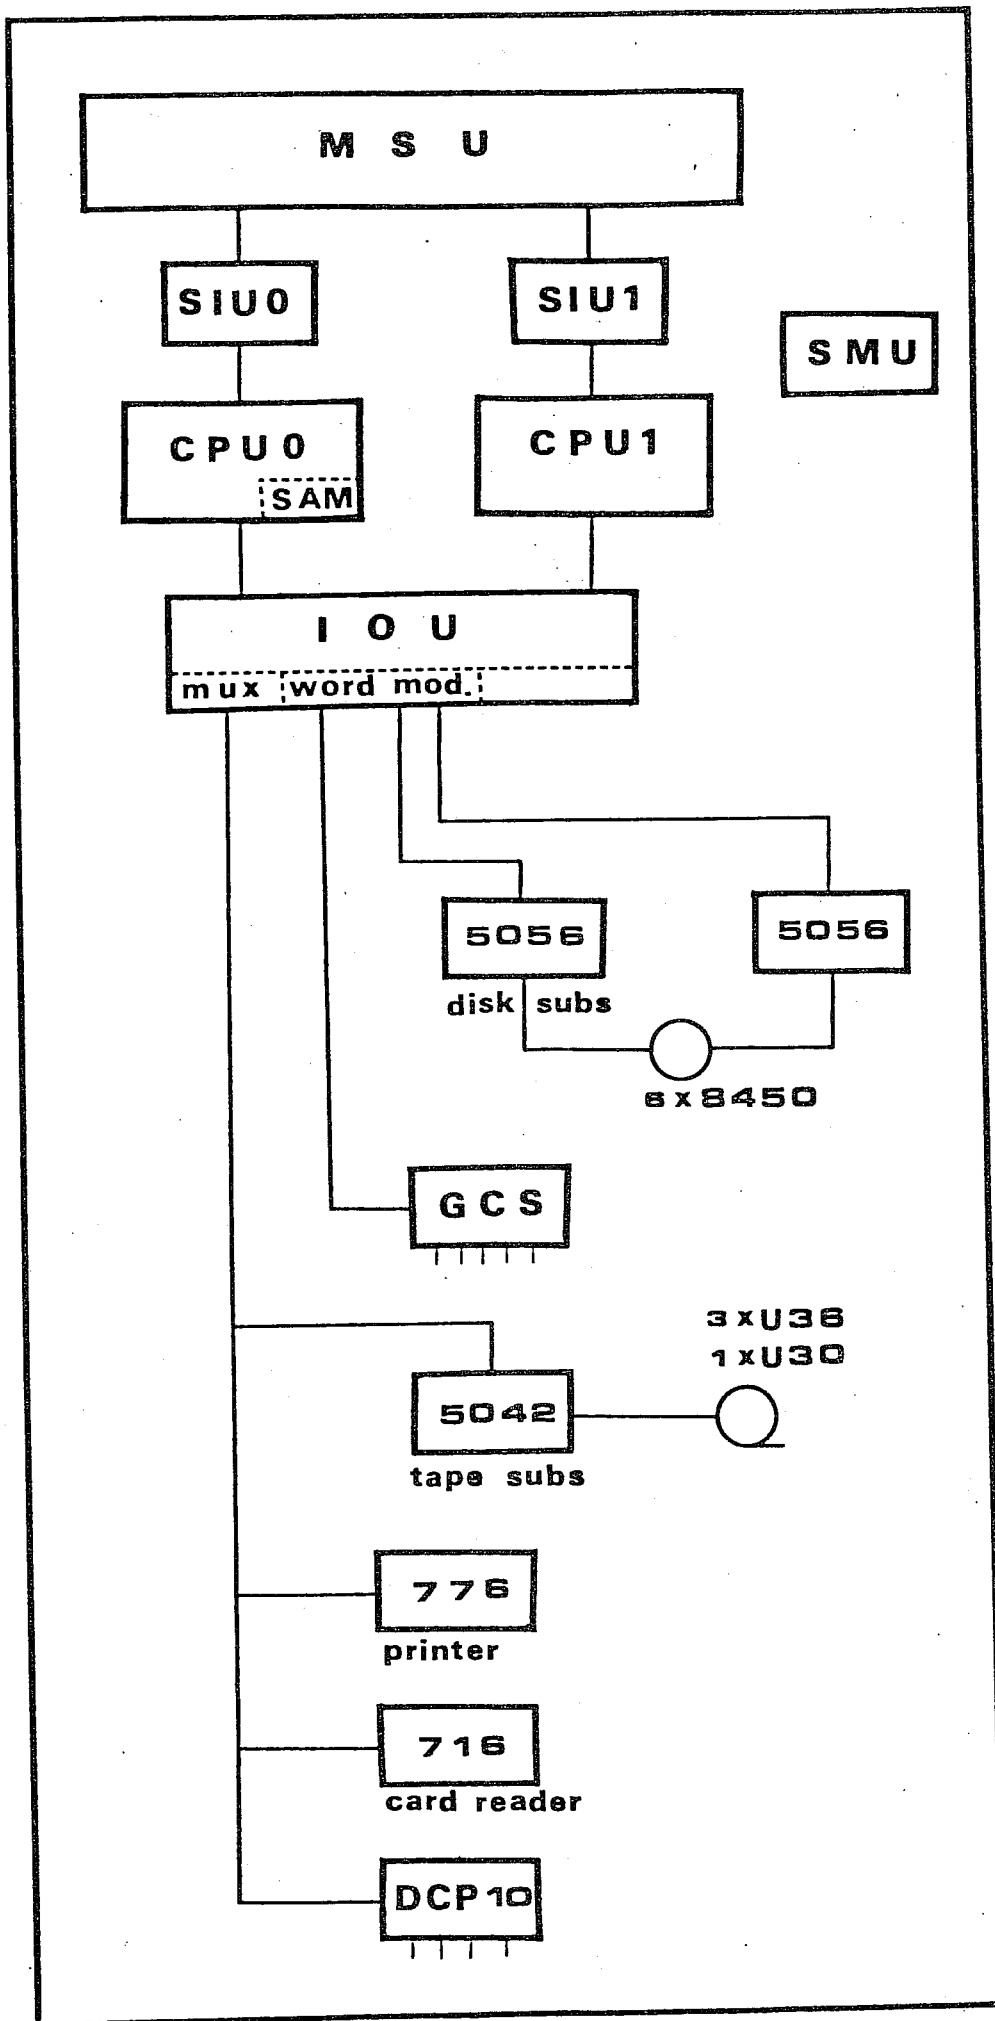 M S U
SIU0
SIU1
SMU
CPU0
SAM
CPU1
I O U
mux
word mod.
5056
5056
disk subs
6x8450
GCS
3xU36
1xU30
5042
tape subs
776
printer
716
card reader
DCP10